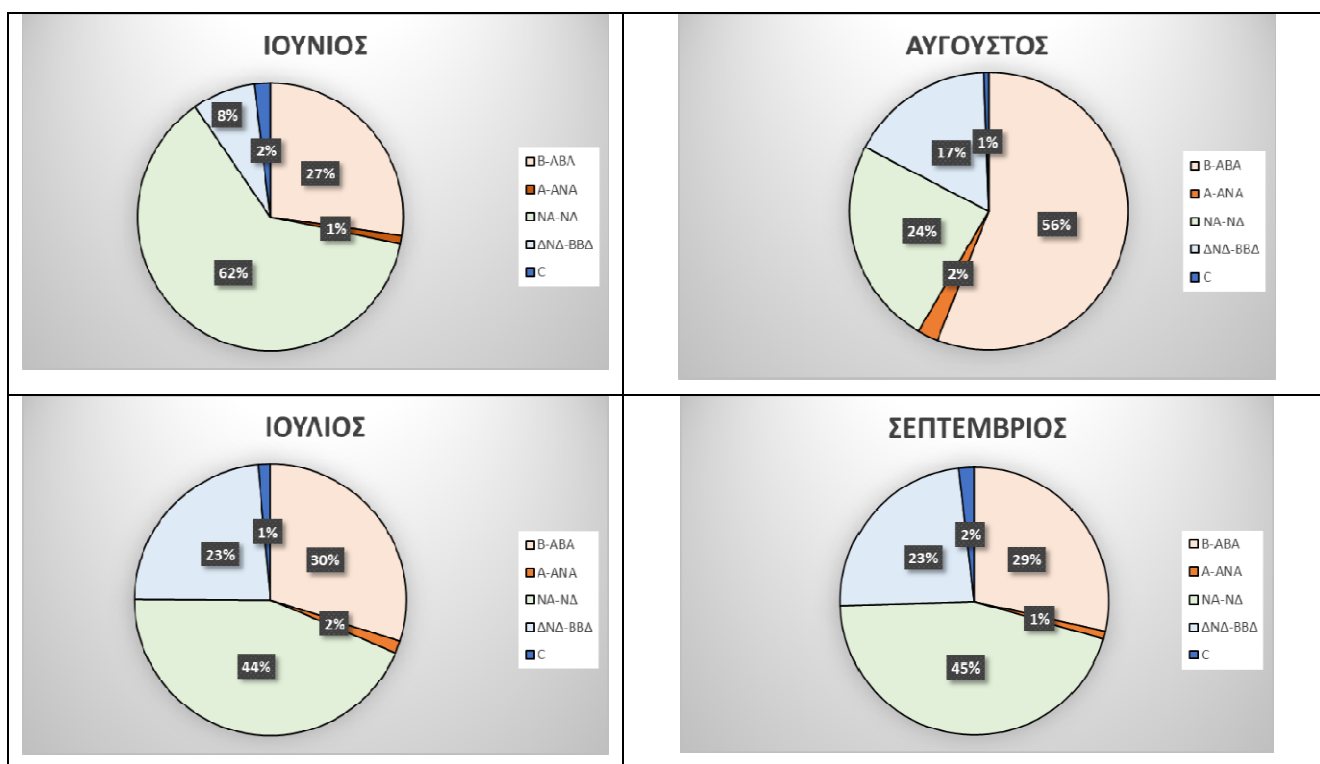 ΙΟΥΝΙΟΣ
8%
2%
27%
1%
62%
Β-ΑΒΑ
Α-ΑΝΑ
ΝΑ-ΝΔ
ΔΝΔ-ΒΒΔ
C
ΑΥΓΟΥΣΤΟΣ
17%
1%
56%
24%
2%
Β-ΑΒΑ
Α-ΑΝΑ
ΝΑ-ΝΔ
ΔΝΔ-ΒΒΔ
C
ΙΟΥΛΙΟΣ
1%
23%
30%
2%
44%
Β-ΑΒΑ
Α-ΑΝΑ
ΝΑ-ΝΔ
ΔΝΔ-ΒΒΔ
C
ΣΕΠΤΕΜΒΡΙΟΣ
2%
23%
29%
1%
45%
Β-ΑΒΑ
Α-ΑΝΑ
ΝΑ-ΝΔ
ΔΝΔ-ΒΒΔ
C